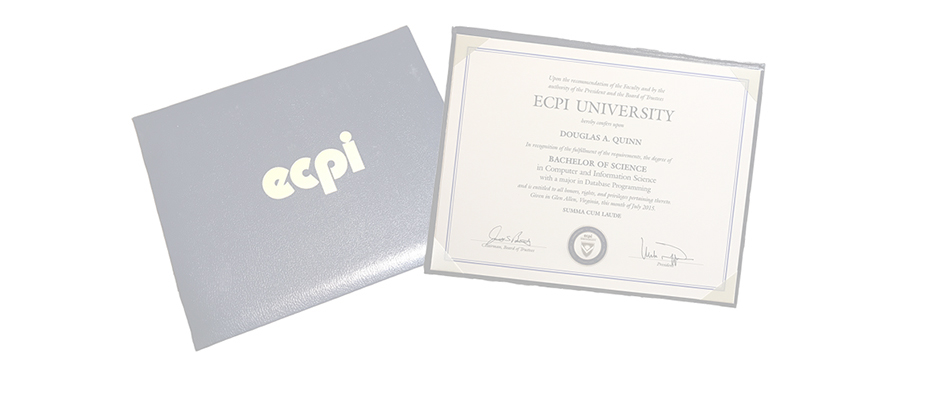 ecpi
Upon the recommendation of the Faculty and by the
authority of the President and the Board of Trustees
ECPI UNIVERSITY
hereby confers upon
DOUGLAS A. QUINN
In recognition of the fulfillment of the requirements, the degree of
BACHELOR OF SCIENCE
in Computer and Information Science
with a major in Database Programming
and is entitled to all honors, rights, and privileges pertaining thereto
Given in Glen Allen, Virginia, this month of July 2015.
SUMMA CUM LAUDE
Chairman, Board of Trustees
President